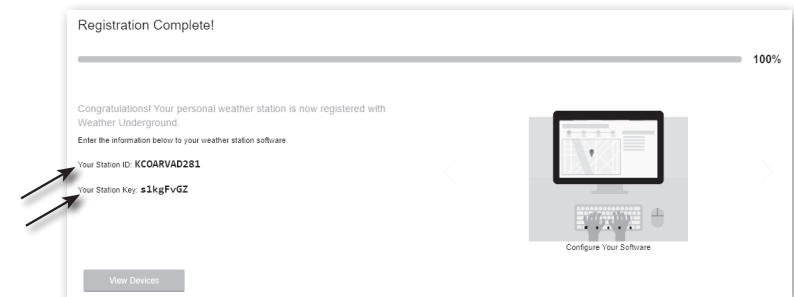 Registration Complete!
100%
Congratulations! Your personal weather station is now registered with
Weather Underground.
Enter the information below to your weather station software.
Your Station ID: KCOARVAD281
Your Station Key: slkgFvGZ
Configure Your Software
View Devices